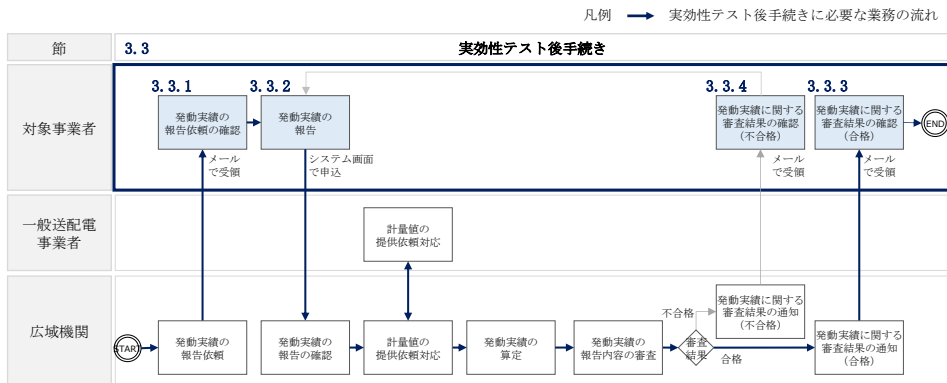 凡例 実効性テスト後手続きに必要な業務の流れ
節 3.3 実効性テスト後手続き
対象事業者
3.3.1
発動実績の
報告依頼の確認
3.3.2
発動実績の
報告
3.3.4
発動実績に関する
審査結果の確認
(不合格)
3.3.3
発動実績に関する
審査結果の確認
(合格)
END
メール
で受領
システム画面
で申込
メール
で受領
メール
で受領
一般送配電
事業者
計量値の
提供依頼対応
広域機関
START
発動実績の
報告依頼
発動実績の
報告の確認
計量値の
提供依頼対応
発動実績の
算定
発動実績の
報告内容の審査
審査
結果
不合格
合格
発動実績に関する
審査結果の通知
(不合格)
発動実績に関する
審査結果の通知
(合格)